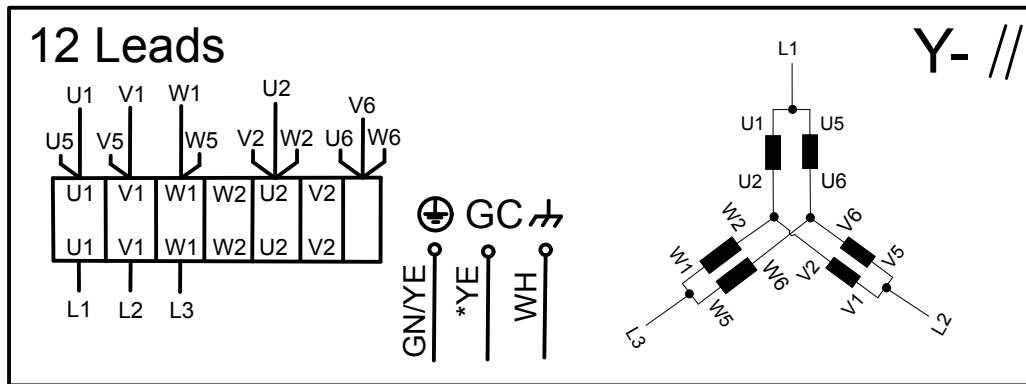 12 Leads
Y- //
U1 V1 W1 U2 V6
U5 V5 W5 V2 W2 U6 W6
U1 V1 W1 W2 U2 V2
U1 V1 W1 W2 U2 V2
L1 L2 L3
GC
GN/YE
*YE
WH
L1
U1 U5
U2 U6
W2 V6
W1 W6 V2 V5
W5 V1
L3 L2